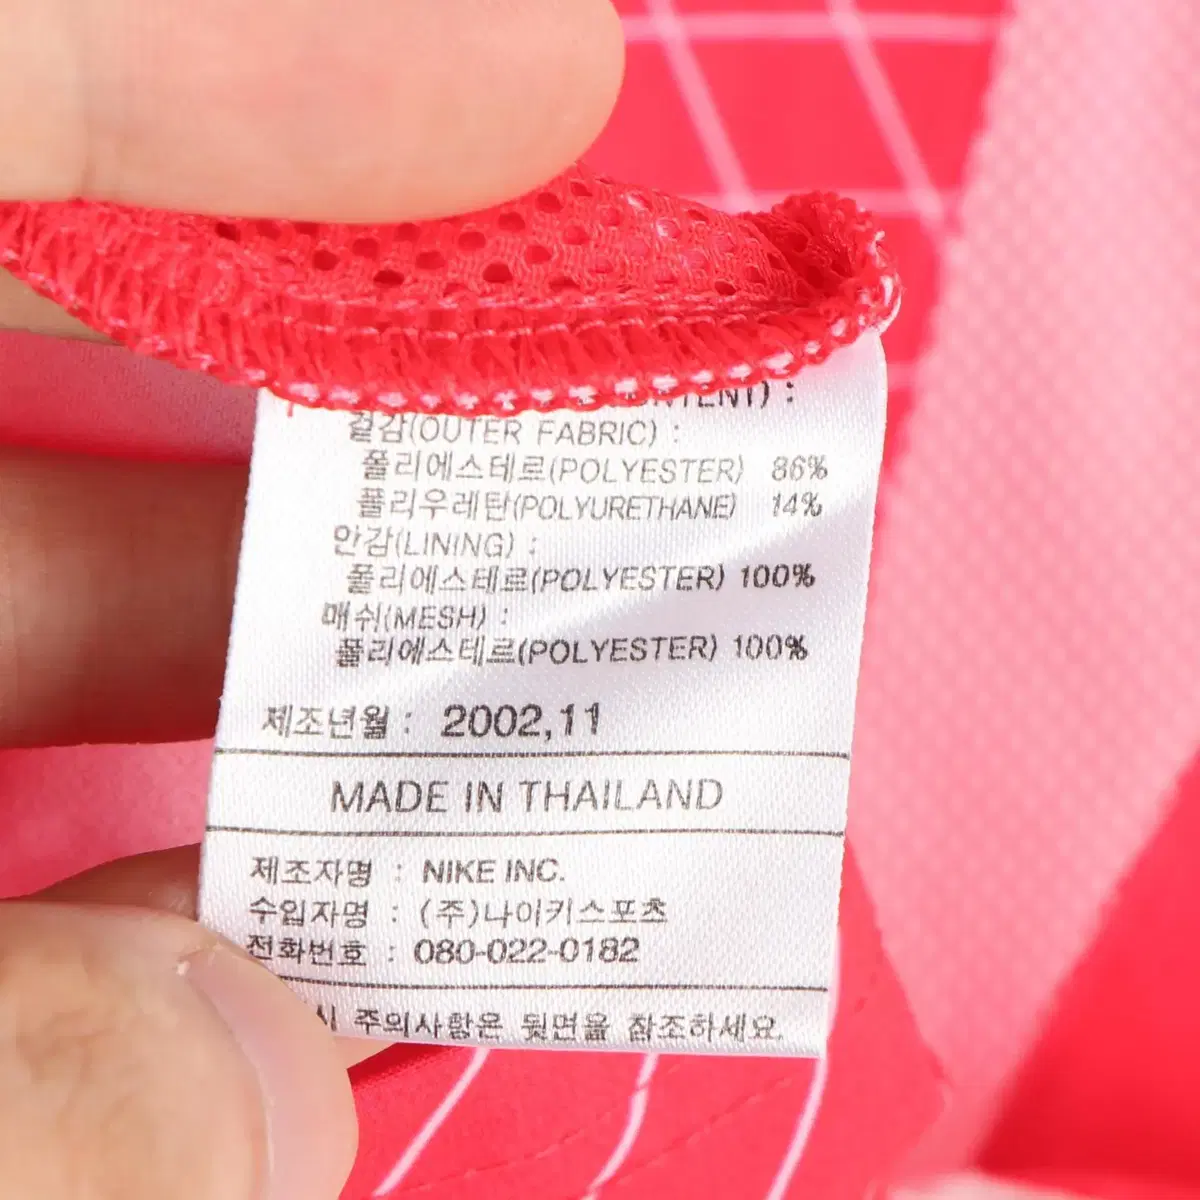 겉감(OUTER FABRIC) :
폴리에스테르(POLYESTER) 86%
폴리우레탄(POLYURETHANE) 14%
안감(LINING) :
폴리에스테르(POLYESTER) 100%
매쉬(MESH) :
폴리에스테르(POLYESTER) 100%
제조년월 : 2002,11
MADE IN THAILAND
제조자명 : NIKE INC.
수입자명 : (주)나이키스포츠
전화번호 : 080-022-0182
시 주의사항은 뒷면을 참조하세요.